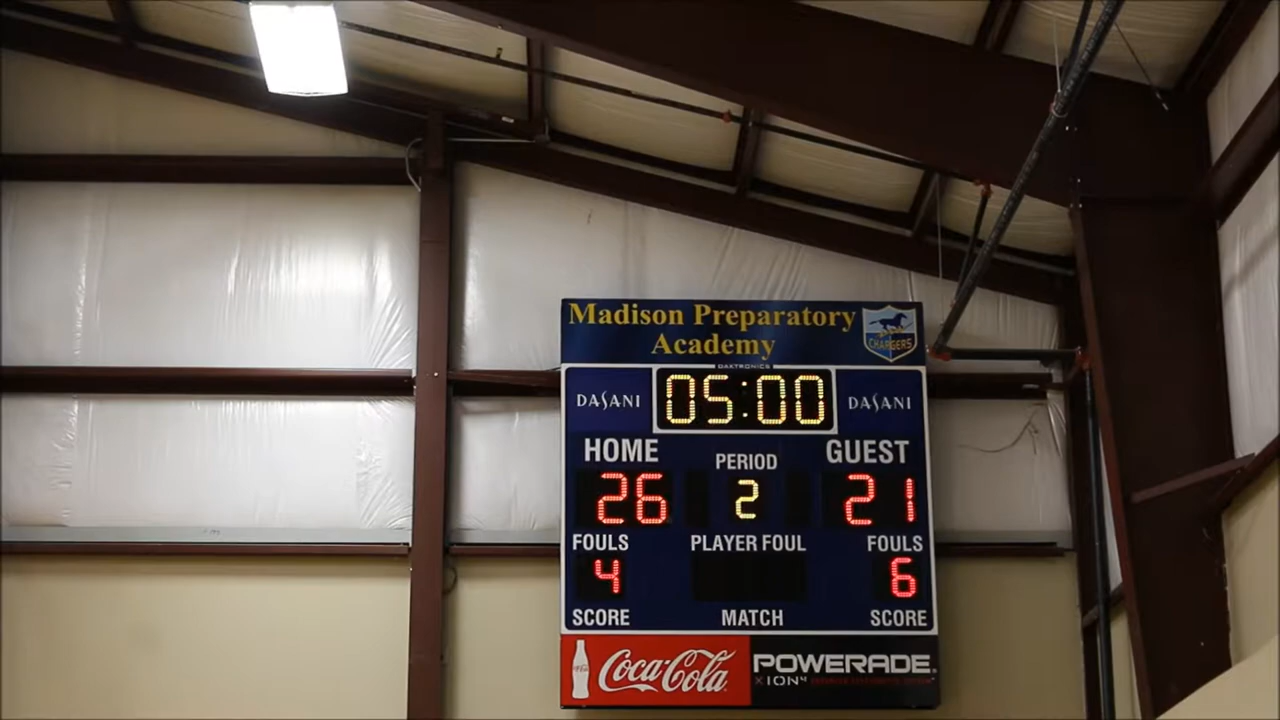 Madison Preparatory
Academy
CHARGERS
DAKTRONICS
DASANI
05:00
DASANI
HOME
PERIOD
GUEST
26
2
21
FOULS
PLAYER FOUL
FOULS
4
6
SCORE
MATCH
SCORE
Coca-Cola
POWERADE
ION4